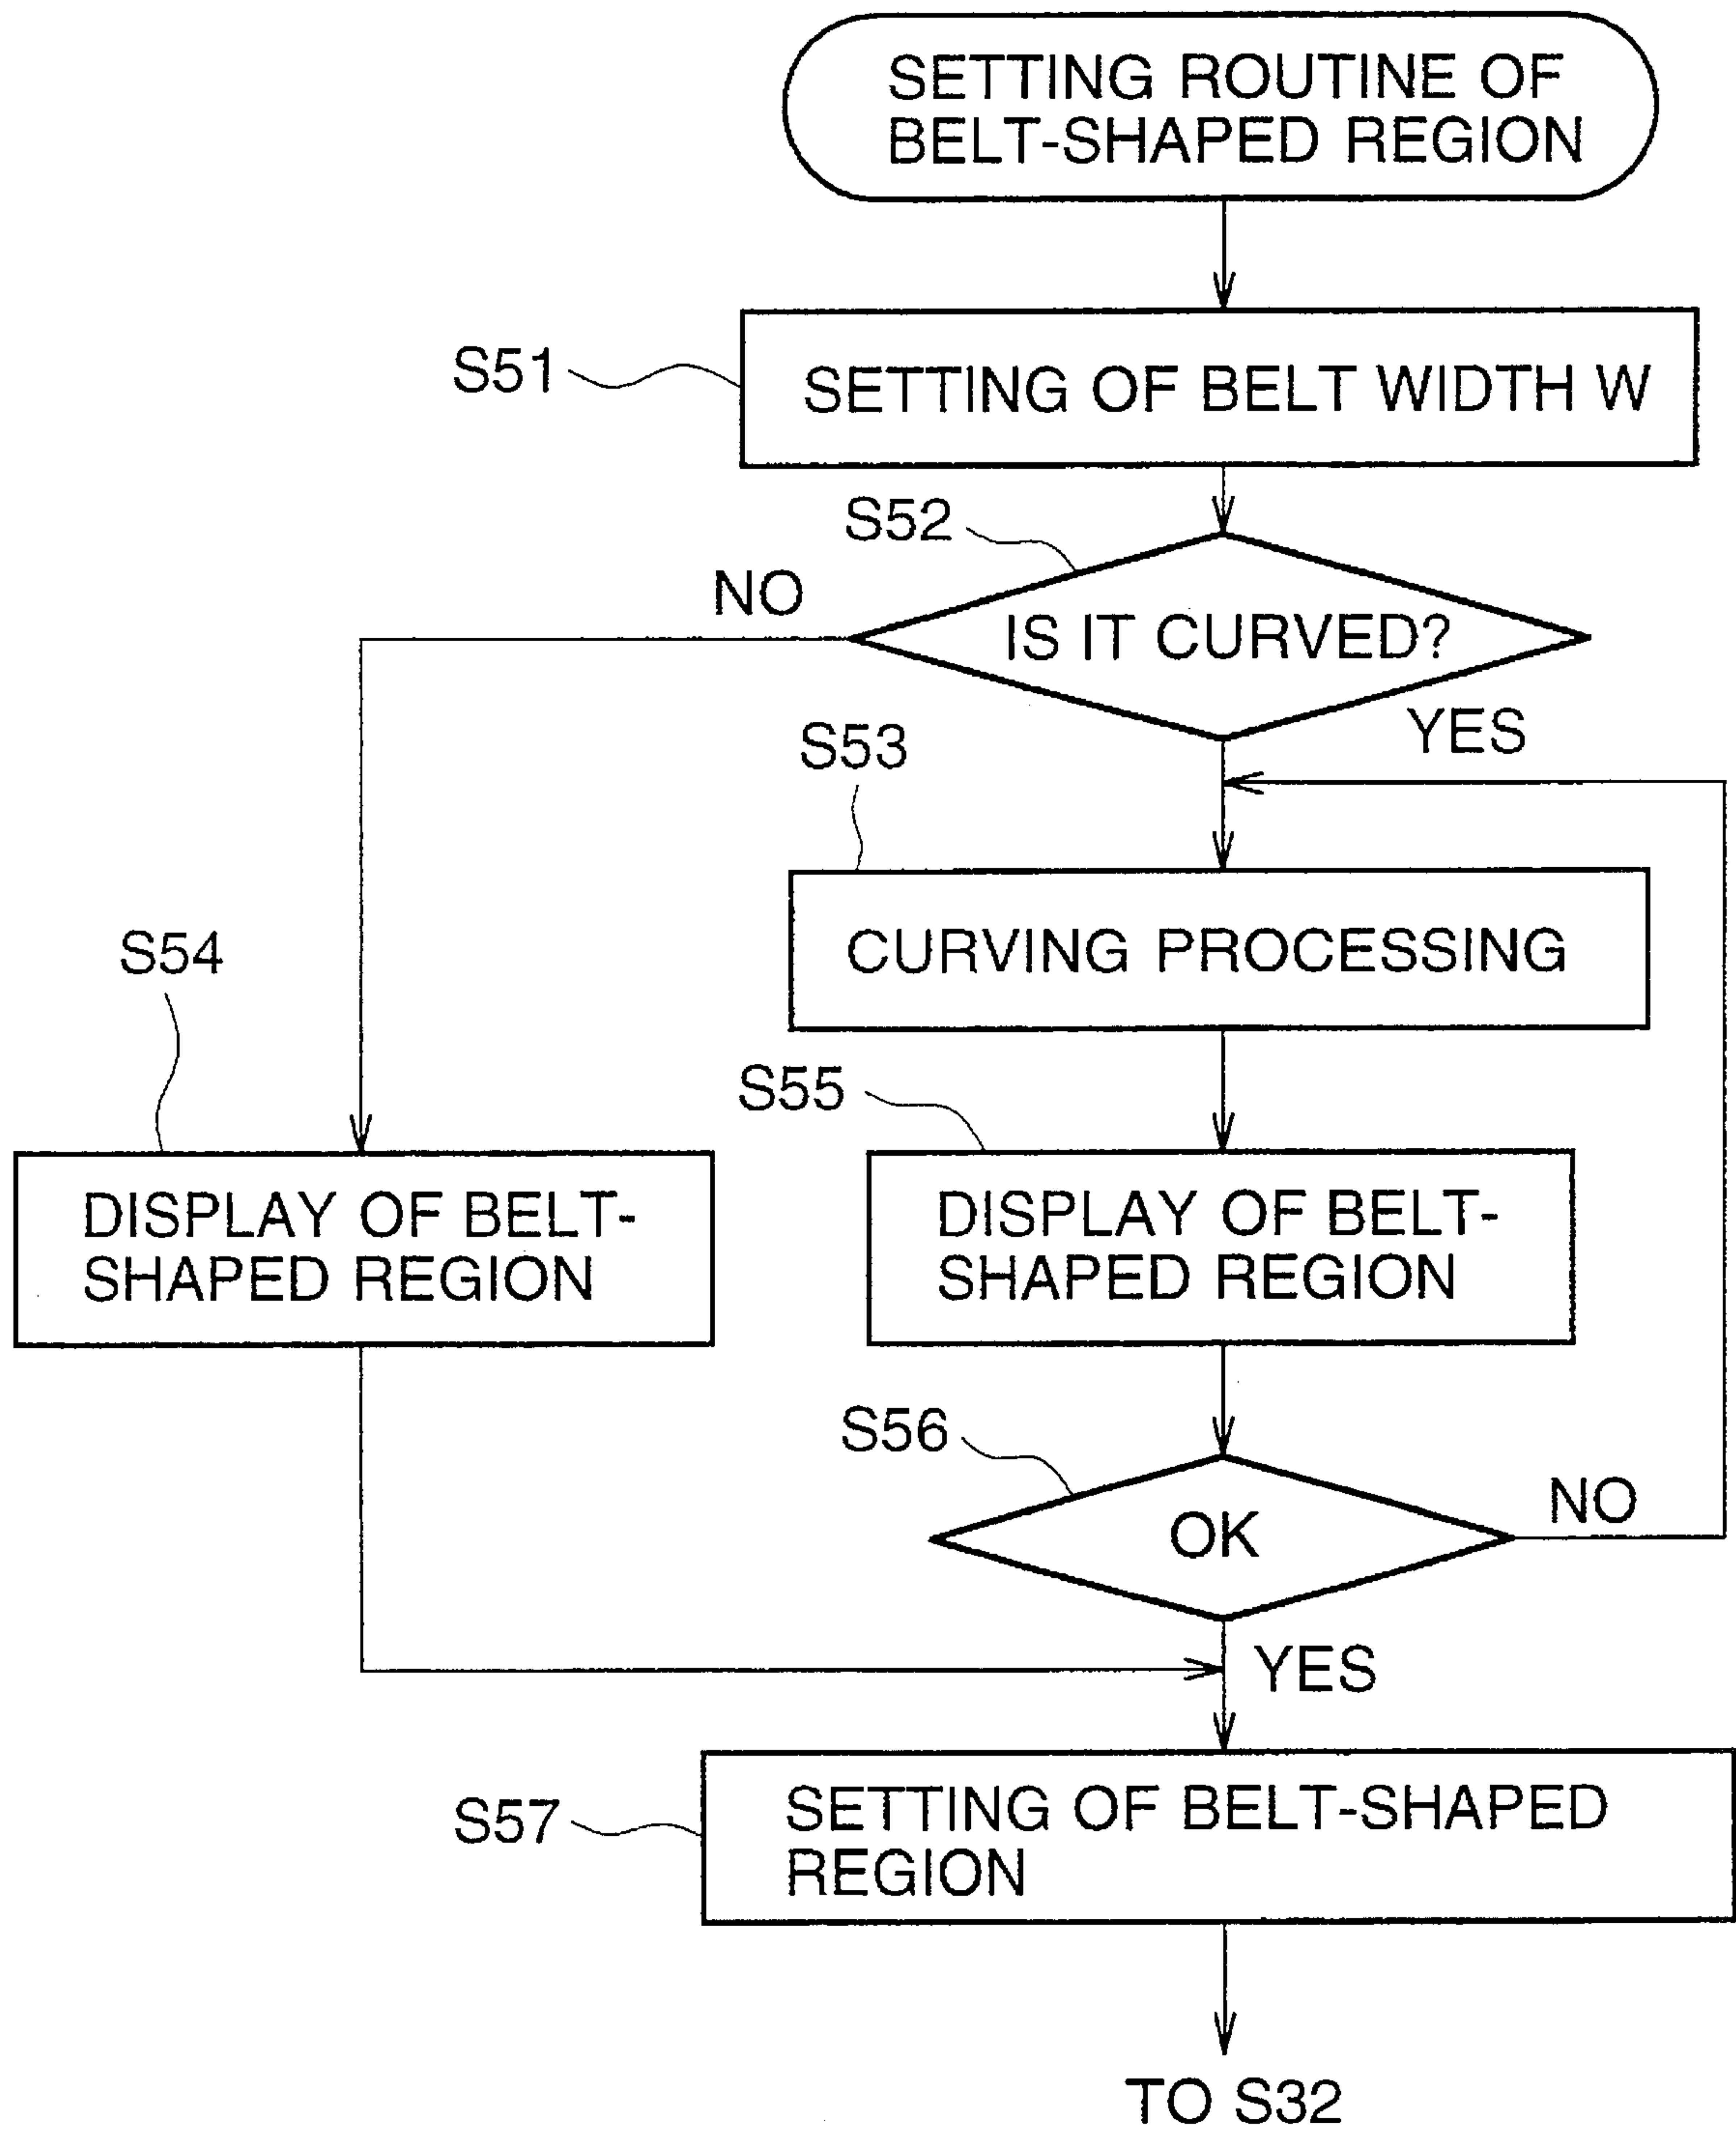 SETTING ROUTINE OF
BELT-SHAPED REGION
S51
SETTING OF BELT WIDTH W
S52
NO
IS IT CURVED?
YES
S53
CURVING PROCESSING
S54
DISPLAY OF BELT-
SHAPED REGION
S55
DISPLAY OF BELT-
SHAPED REGION
S56
OK
NO
YES
S57
SETTING OF BELT-SHAPED
REGION
TO S32